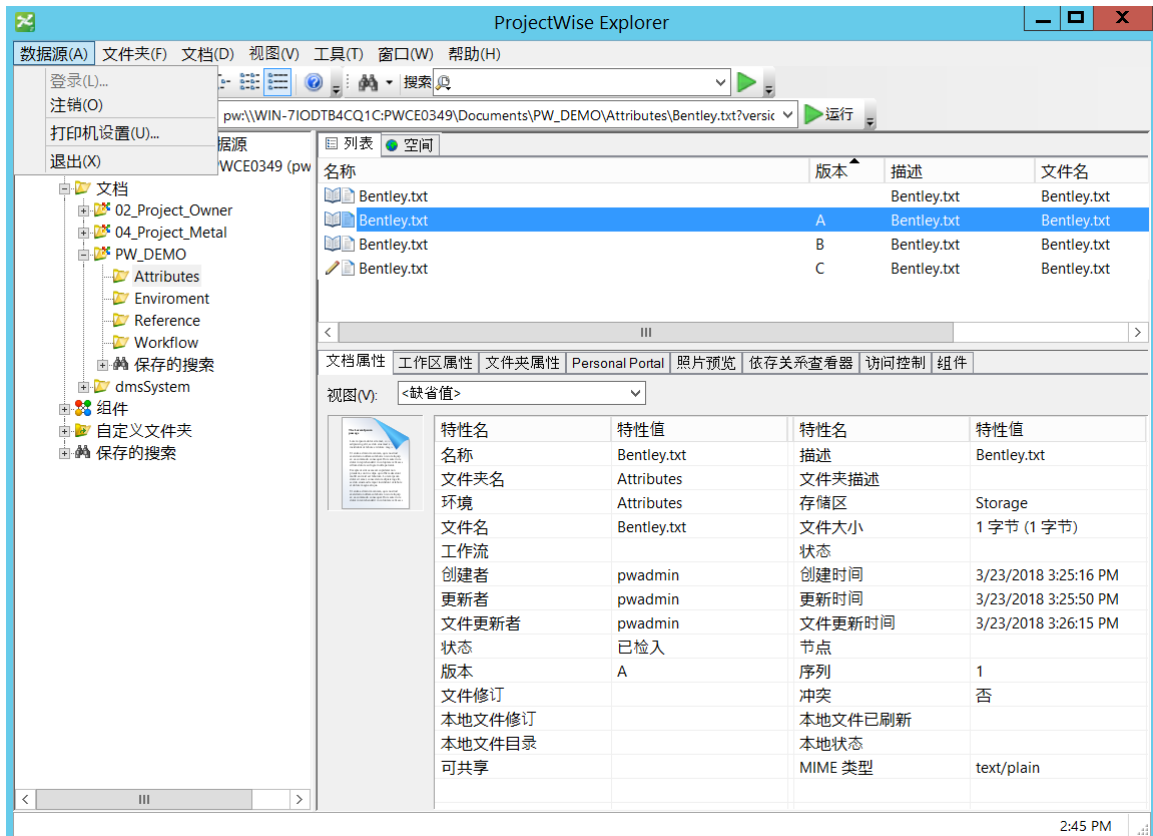 ProjectWise Explorer
数据源(A) 文件夹(F) 文档(D) 视图(V) 工具(T) 窗口(W) 帮助(H)
登录(L)...
注销(O)
打印机设置(U)...
退出(X)
搜索
pw:\\WIN-7IODTB4CQ1C:PWCE0349\Documents\PW_DEMO\Attributes\Bentley.txt?versic 运行
据源
WCE0349 (pw
文档
02_Project_Owner
04_Project_Metal
PW_DEMO
Attributes
Enviroment
Reference
Workflow
保存的搜索
dmsSystem
组件
自定义文件夹
保存的搜索
列表 空间
名称 版本 描述 文件名
Bentley.txt Bentley.txt Bentley.txt
Bentley.txt A Bentley.txt Bentley.txt
Bentley.txt B Bentley.txt Bentley.txt
Bentley.txt C Bentley.txt Bentley.txt
文档属性 工作区属性 文件夹属性 Personal Portal 照片预览 依存关系查看器 访问控制 组件
视图(V): <缺省值>
特性名 特性值 特性名 特性值
名称 Bentley.txt 描述 Bentley.txt
文件夹名 Attributes 文件夹描述
环境 Attributes 存储区 Storage
文件名 Bentley.txt 文件大小 1 字节 (1 字节)
工作流 状态
创建者 pwadmin 创建时间 3/23/2018 3:25:16 PM
更新者 pwadmin 更新时间 3/23/2018 3:25:50 PM
文件更新者 pwadmin 文件更新时间 3/23/2018 3:26:15 PM
状态 已检入 节点
版本 A 序列 1
文件修订 冲突 否
本地文件修订 本地文件已刷新
本地文件目录 本地状态
可共享 MIME 类型 text/plain
2:45 PM